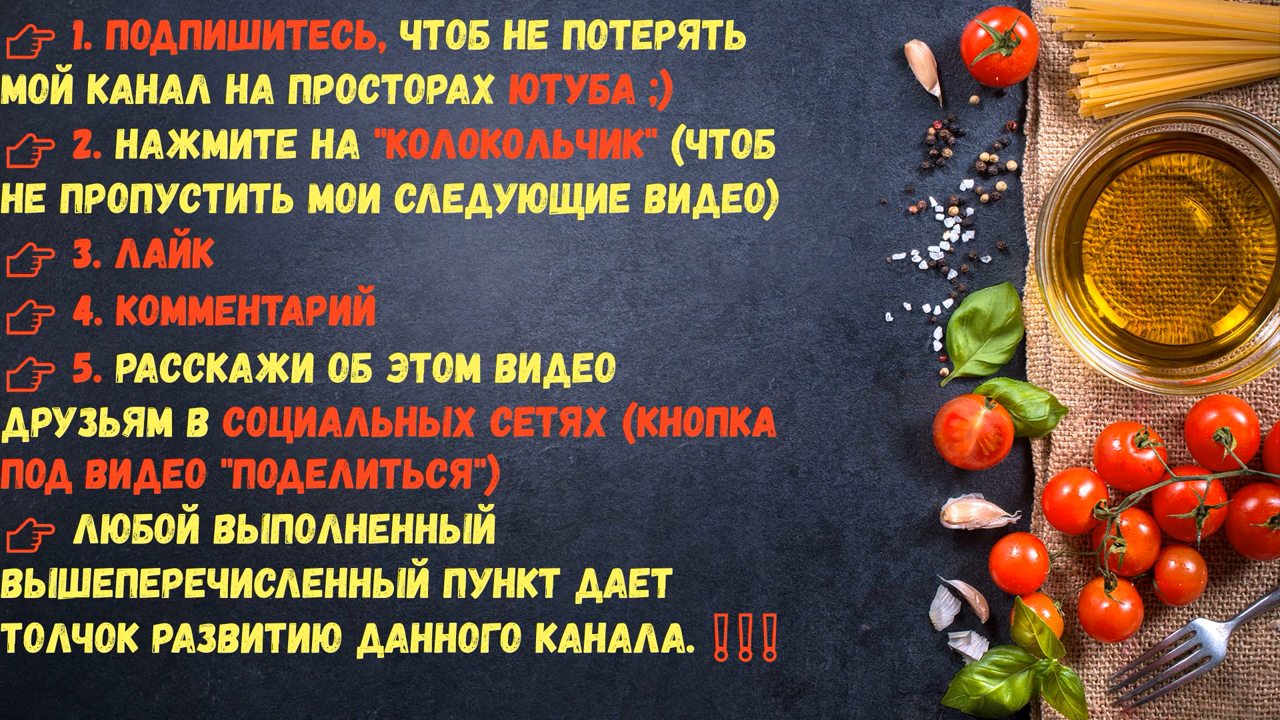 👉 1. ПОДПИШИТЕСЬ, ЧТОБ НЕ ПОТЕРЯТЬ
МОЙ КАНАЛ НА ПРОСТОРАХ ЮТУБА ;)
👉 2. НАЖМИТЕ НА "КОЛОКОЛЬЧИК" (ЧТОБ
НЕ ПРОПУСТИТЬ МОИ СЛЕДУЮЩИЕ ВИДЕО)
👉 3. ЛАЙК
👉 4. КОММЕНТАРИЙ
👉 5. РАССКАЖИ ОБ ЭТОМ ВИДЕО
ДРУЗЬЯМ В СОЦИАЛЬНЫХ СЕТЯХ (КНОПКА
ПОД ВИДЕО "ПОДЕЛИТЬСЯ")
👉 ЛЮБОЙ ВЫПОЛНЕННЫЙ
ВЫШЕПЕРЕЧИСЛЕННЫЙ ПУНКТ ДАЕТ
ТОЛЧОК РАЗВИТИЮ ДАННОГО КАНАЛА. ❗❗❗